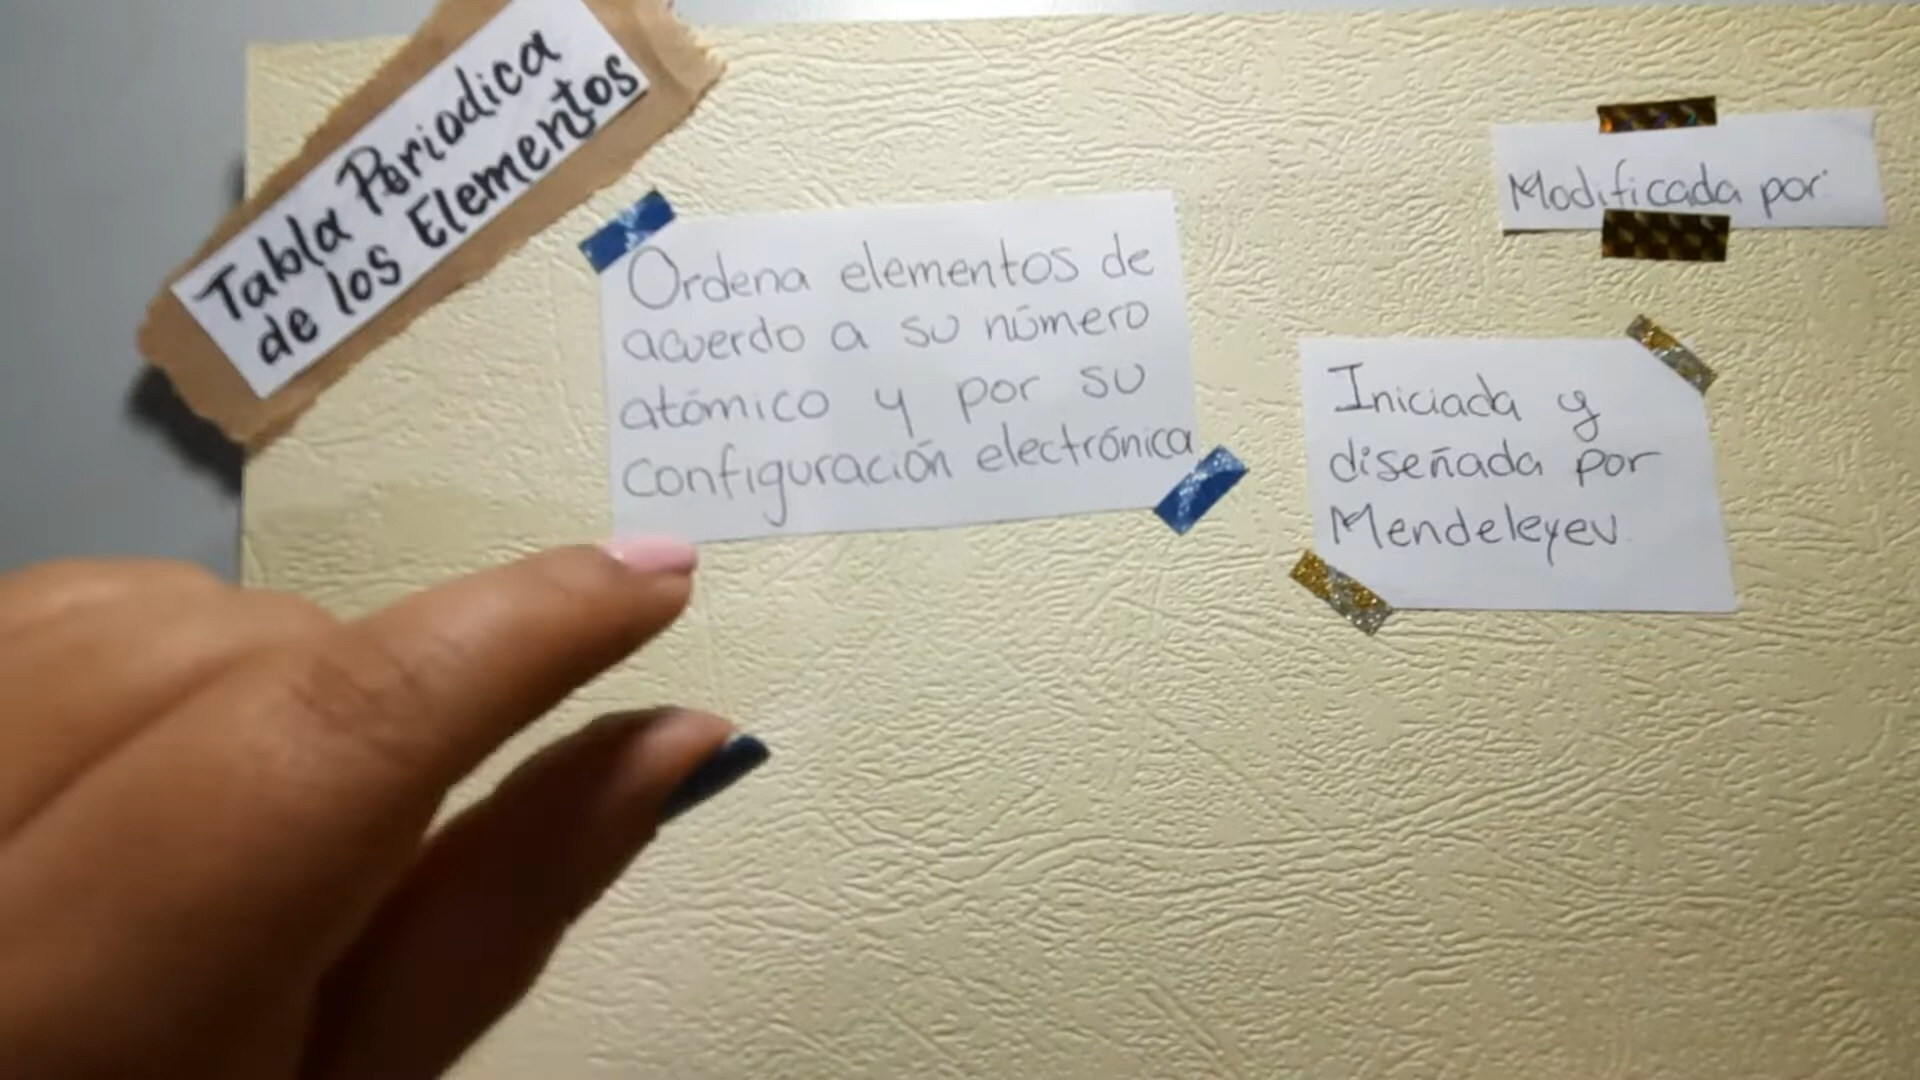 Tabla Periodica
de los Elementos
Ordena elementos de
acuerdo a su número
atómico y por su
configuración electrónica
Modificada por:
Iniciada y
diseñada por
Mendeleyev